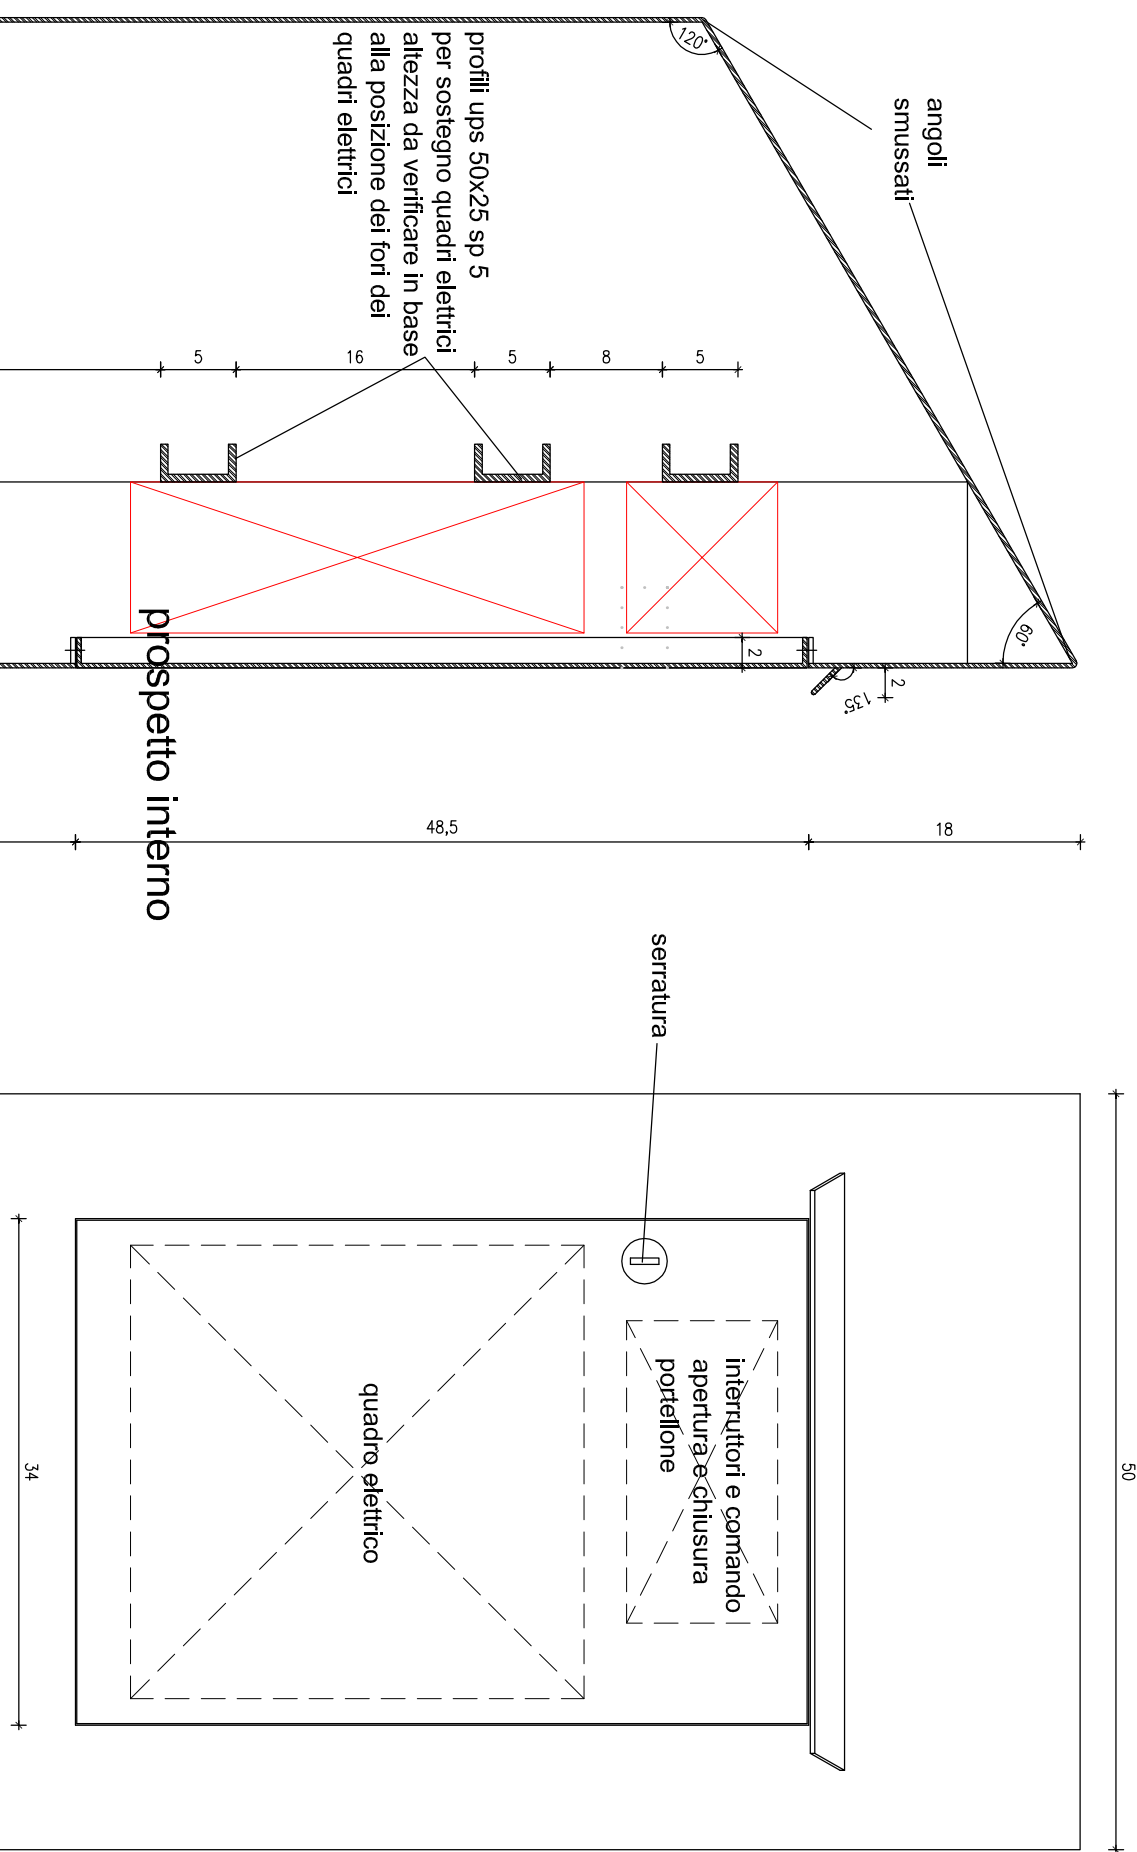 120°
angoli
smussati
profili ups 50x25 sp 5
per sostegno quadri elettrici
altezza da verificare in base
alla posizione dei fori dei
quadri elettrici
5
16
5
8
5
60°
2
2
135°
prospetto interno
48,5
18
serratura
50
interruttori e comando
apertura e chiusura
portellone
quadro elettrico
34